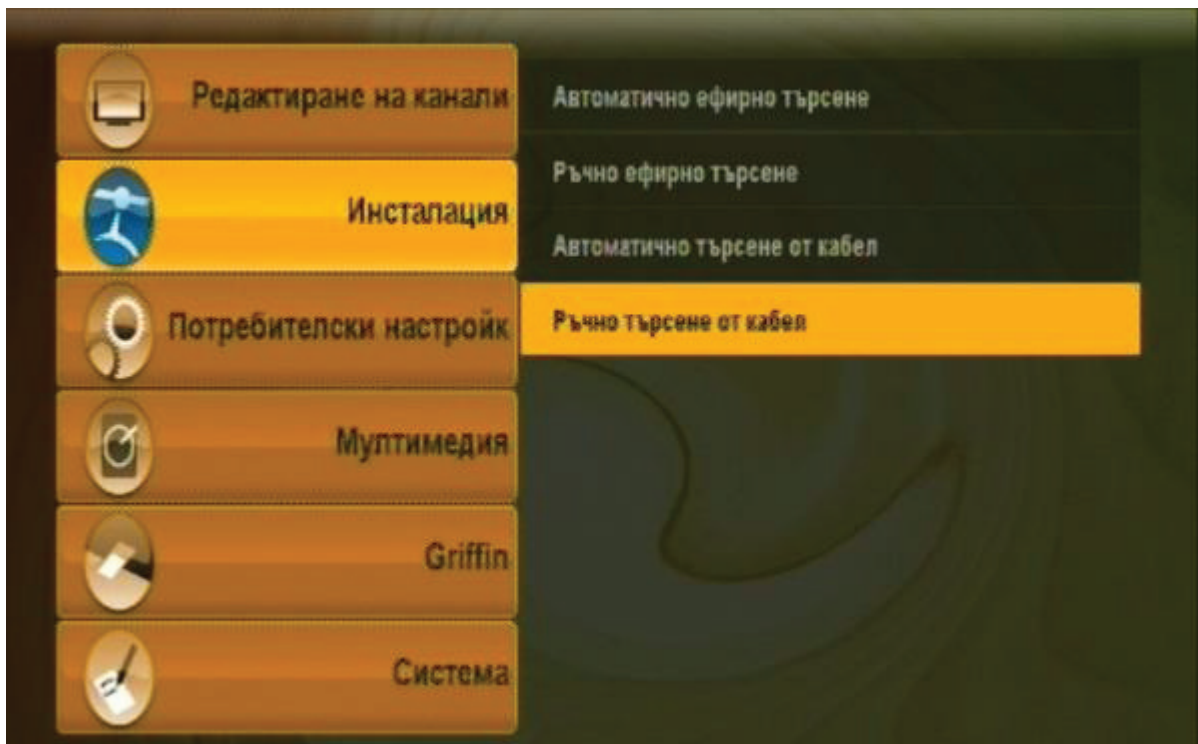 Редактиране на канали
Инсталация
Потребителски настройк
Мултимедия
Griffin
Система
Автоматично ефирно търсене
Ръчно ефирно търсене
Автоматично търсене от кабел
Ръчно търсене от кабел